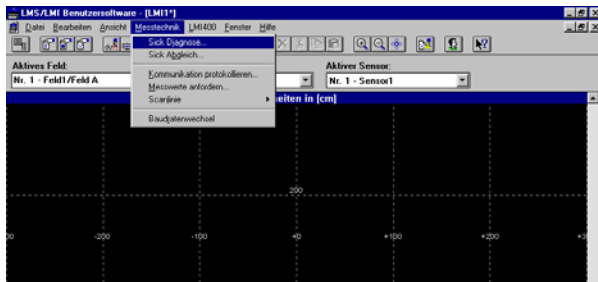 LMS/LMI Benutzersoftware - [LMI1*]
Datei Bearbeiten Ansicht Messtechnik LMI400 Fenster Hilfe
Sick Diagnose...
Sick Abgleich...
Kommunikation protokollieren...
Messwerte anfordern...
Scanlinie
Baudratenwechsel
Aktives Feld:
Nr. 1 - Feld1/Feld A
Aktiver Sensor:
Nr. 1 - Sensor1
eiten in [cm]
200
-200 -100 +0 +100 +200